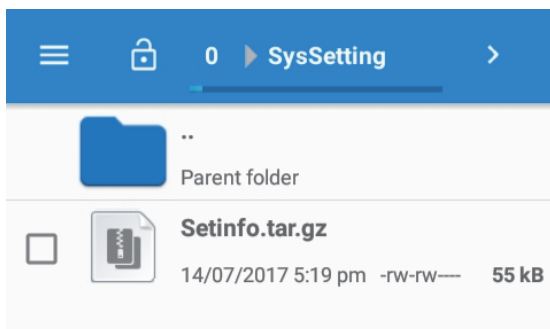 0 SysSetting
..
Parent folder
Setinfo.tar.gz
14/07/2017 5:19 pm -rw-rw---- 55 kB